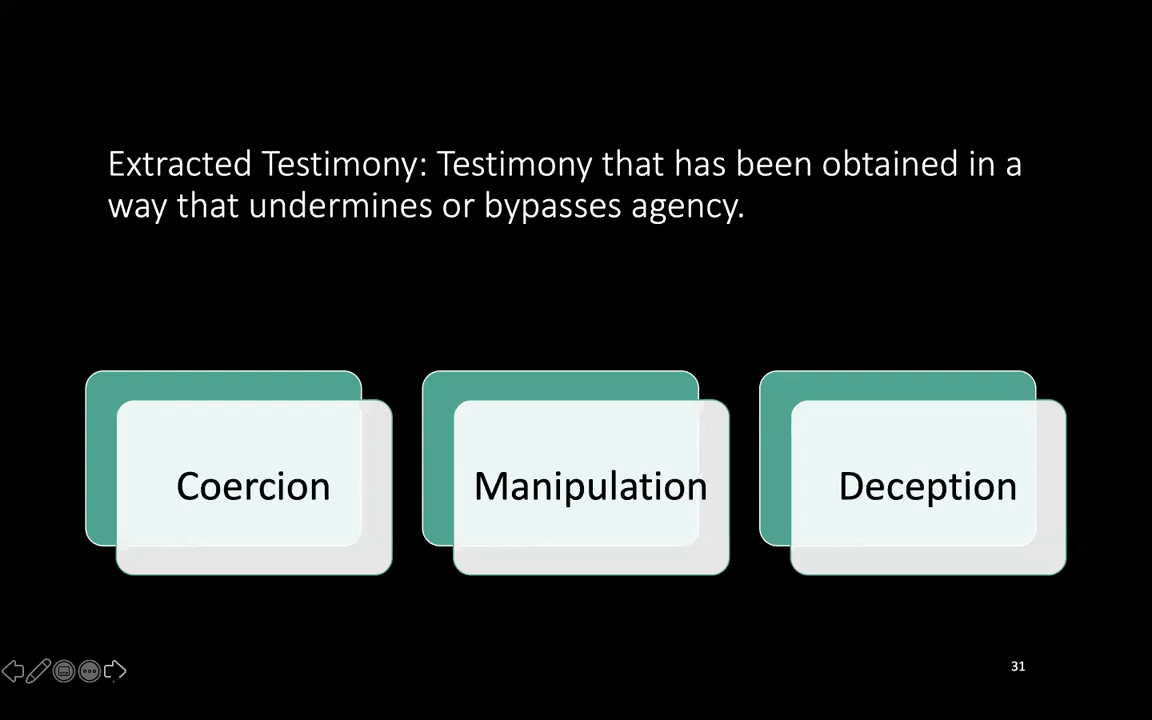 Extracted Testimony: Testimony that has been obtained in a
way that undermines or bypasses agency.
Coercion
Manipulation
Deception
31